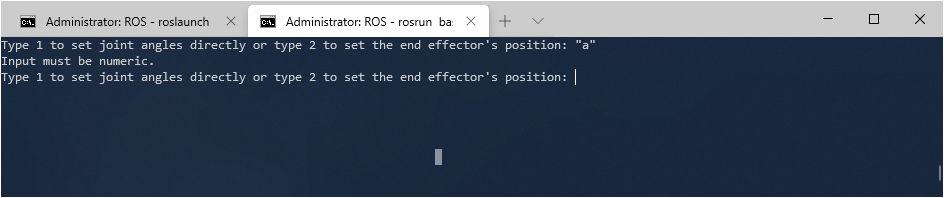 Administrator: ROS - roslaunch
Administrator: ROS - rosrun ba
Type 1 to set joint angles directly or type 2 to set the end effector's position: "a"
Input must be numeric.
Type 1 to set joint angles directly or type 2 to set the end effector's position: